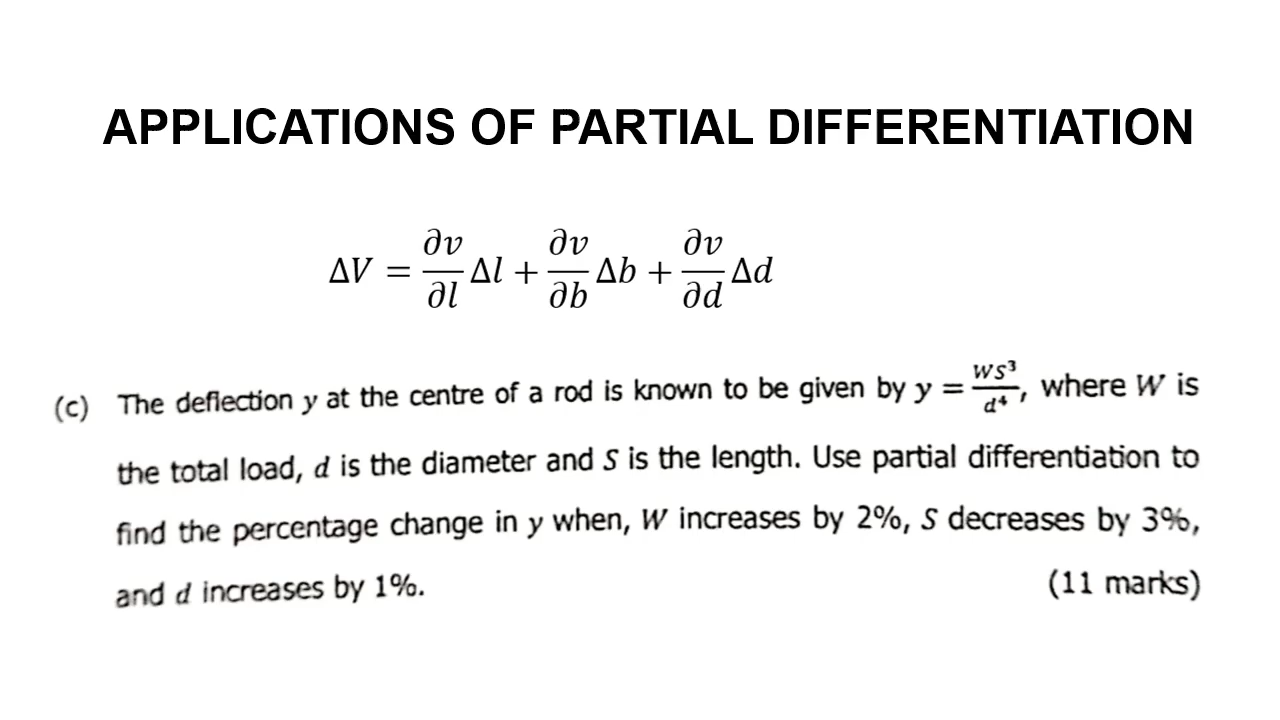 APPLICATIONS OF PARTIAL DIFFERENTIATION
ΔV = ∂v/∂l Δl + ∂v/∂b Δb + ∂v/∂d Δd
(c) The deflection y at the centre of a rod is known to be given by y = WS³/d⁴, where W is
the total load, d is the diameter and S is the length. Use partial differentiation to
find the percentage change in y when, W increases by 2%, S decreases by 3%,
and d increases by 1%. (11 marks)